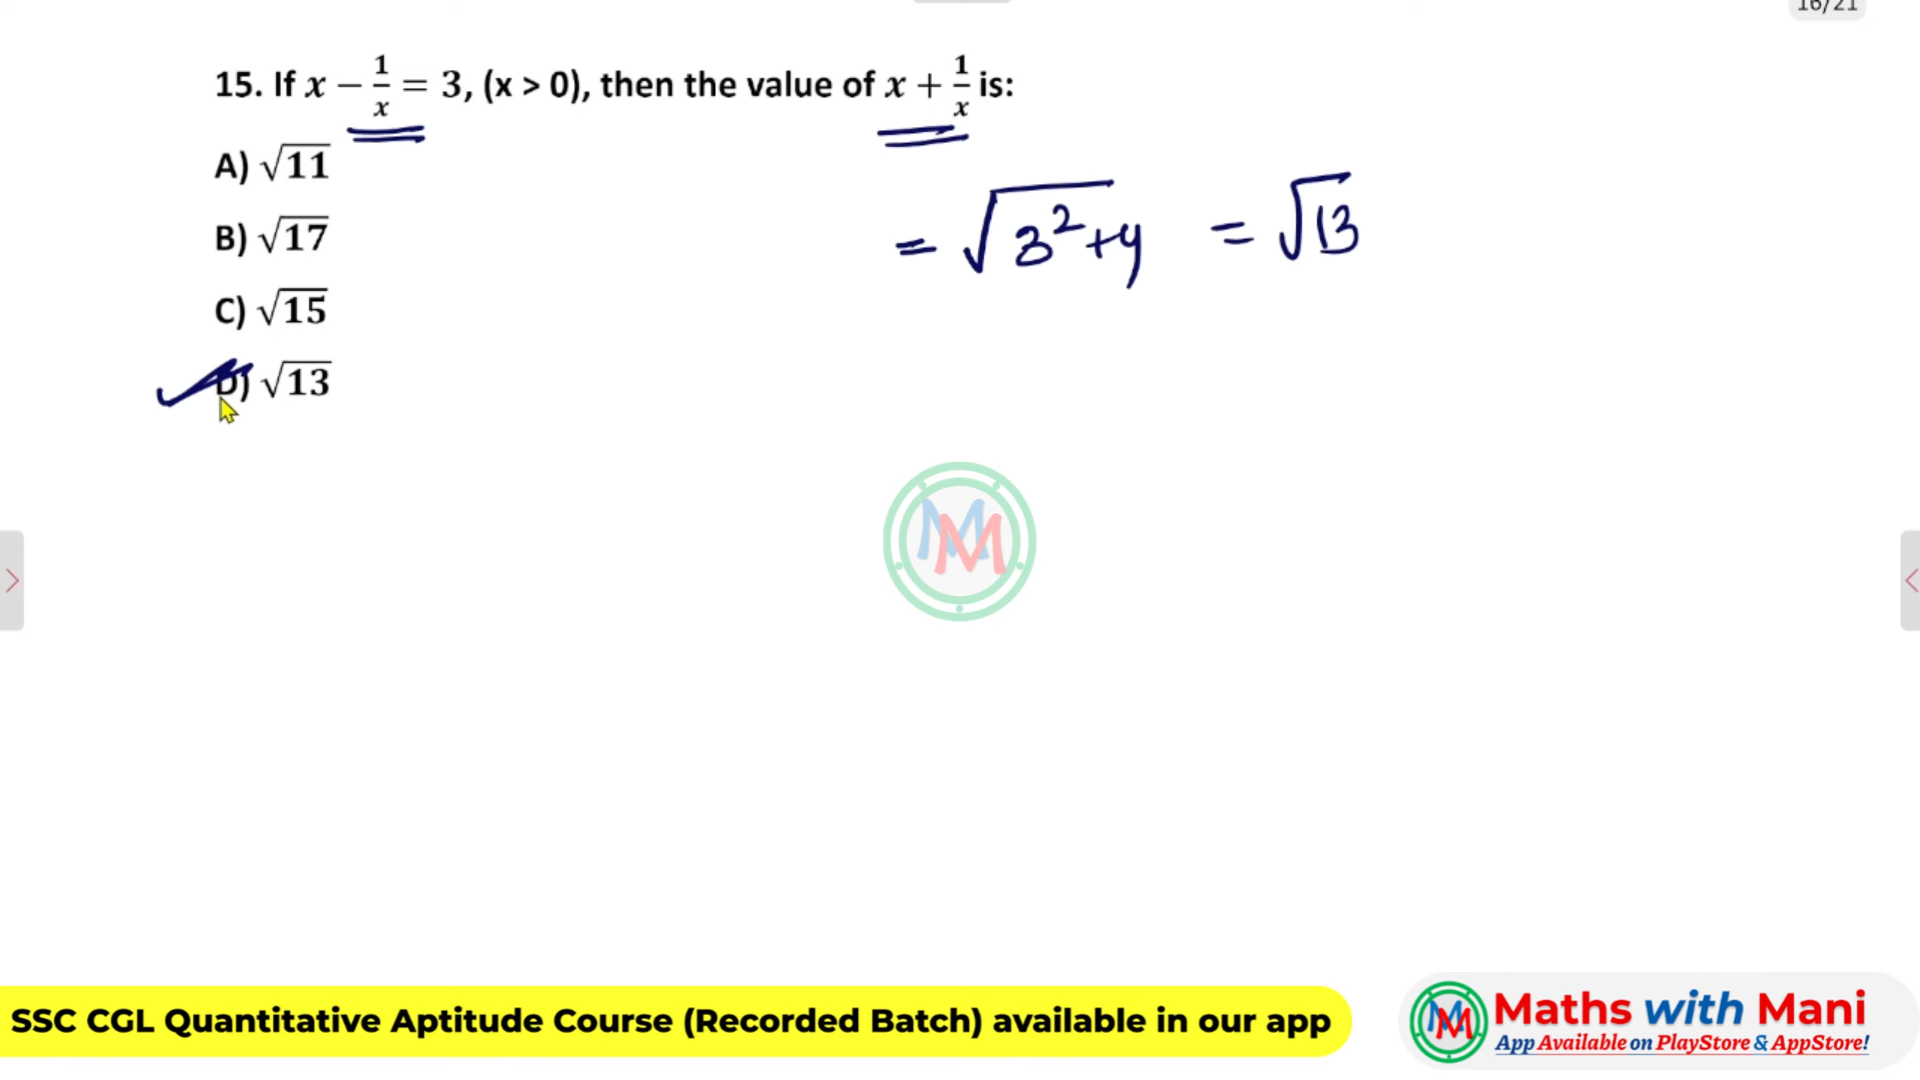 16/21
15. If x − 1/x = 3, (x > 0), then the value of x + 1/x is:
A) √11
= √(3²+4) = √13
B) √17
C) √15
D) √13
MM
SSC CGL Quantitative Aptitude Course (Recorded Batch) available in our app
MM Maths with Mani
App Available on PlayStore & AppStore!